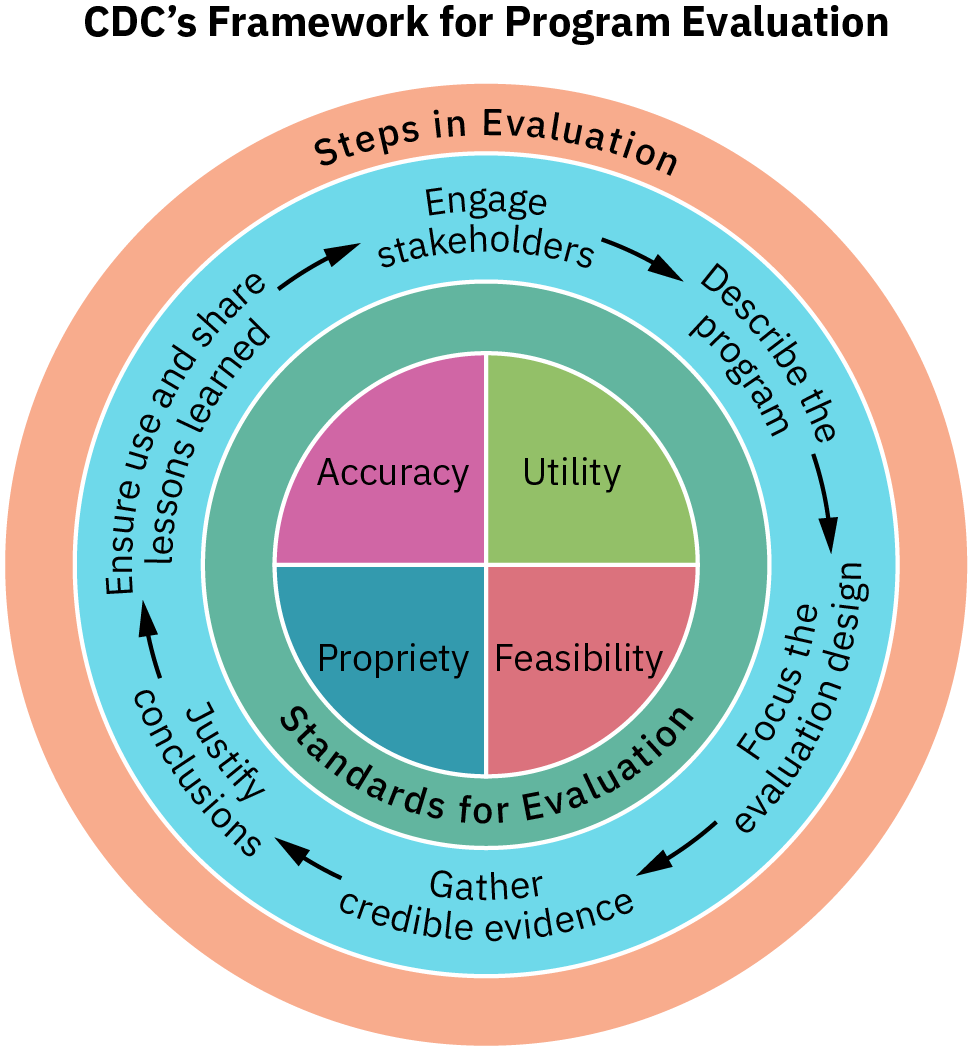 CDC’s Framework for Program Evaluation
Steps in Evaluation
Engage
stakeholders
Describe the
program
Focus the
evaluation design
Gather
credible evidence
Justify
conclusions
Ensure use and share
lessons learned
Accuracy
Utility
Propriety
Feasibility
Standards for Evaluation